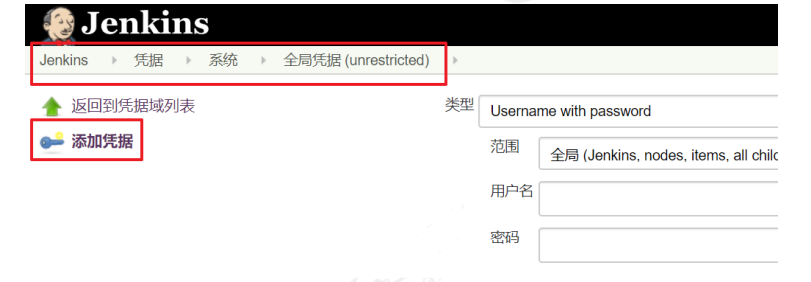 Jenkins
Jenkins 凭据 系统 全局凭据 (unrestricted)
返回到凭据域列表
添加凭据
类型 Username with password
范围 全局 (Jenkins, nodes, items, all chilc
用户名
密码